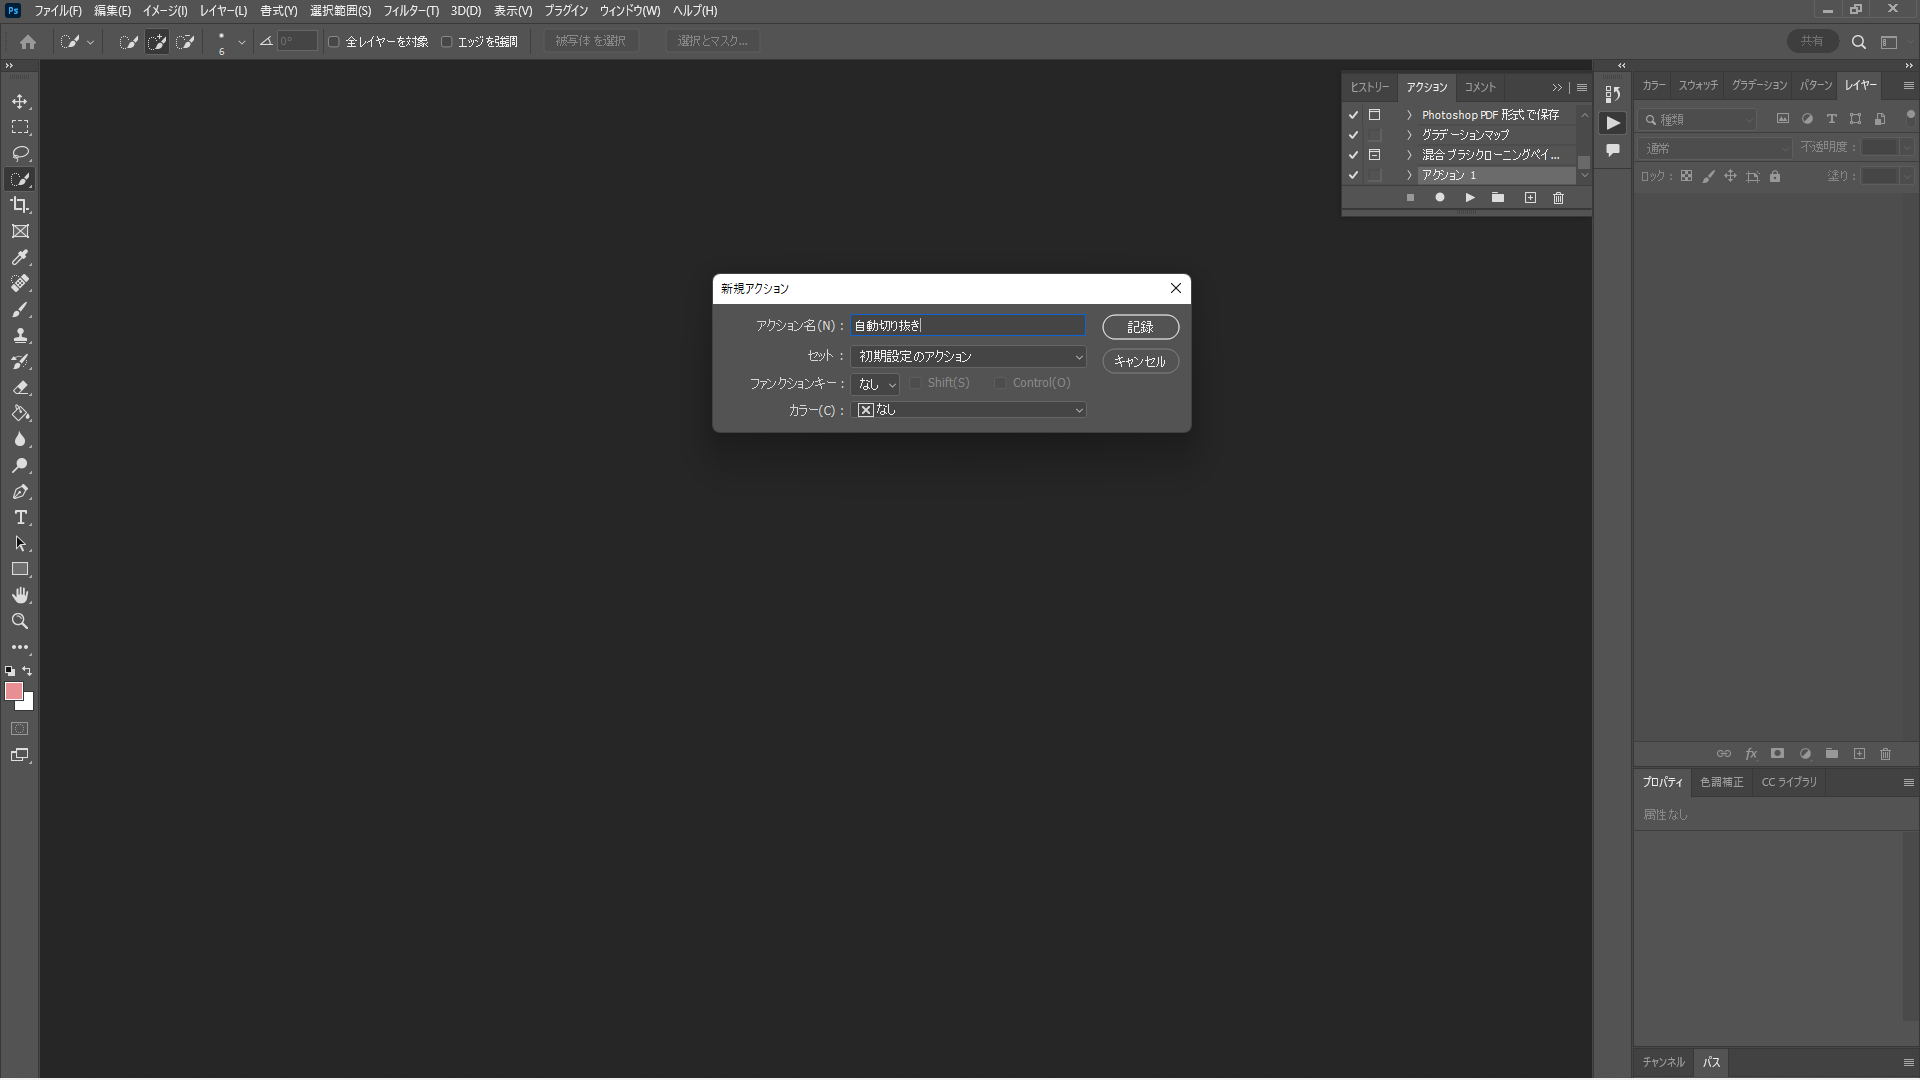 Ps ファイル(F) 編集(E) イメージ(I) レイヤー(L) 書式(Y) 選択範囲(S) フィルター(T) 3D(D) 表示(V) プラグイン ウィンドウ(W) ヘルプ(H)
6 0° 全レイヤーを対象 エッジを強調 被写体を選択 選択とマスク... 共有
ヒストリー アクション コメント
Photoshop PDF 形式で保存
グラデーションマップ
混合ブラシクローニングペイ...
アクション 1
カラー スウォッチ グラデーション パターン レイヤー
種類
通常 不透明度:
ロック: 塗り:
新規アクション
アクション名(N): 自動切り抜き 記録
セット: 初期設定のアクション キャンセル
ファンクションキー: なし Shift(S) Control(O)
カラー(C): なし
fx
プロパティ 色調補正 CC ライブラリ
属性なし
チャンネル パス